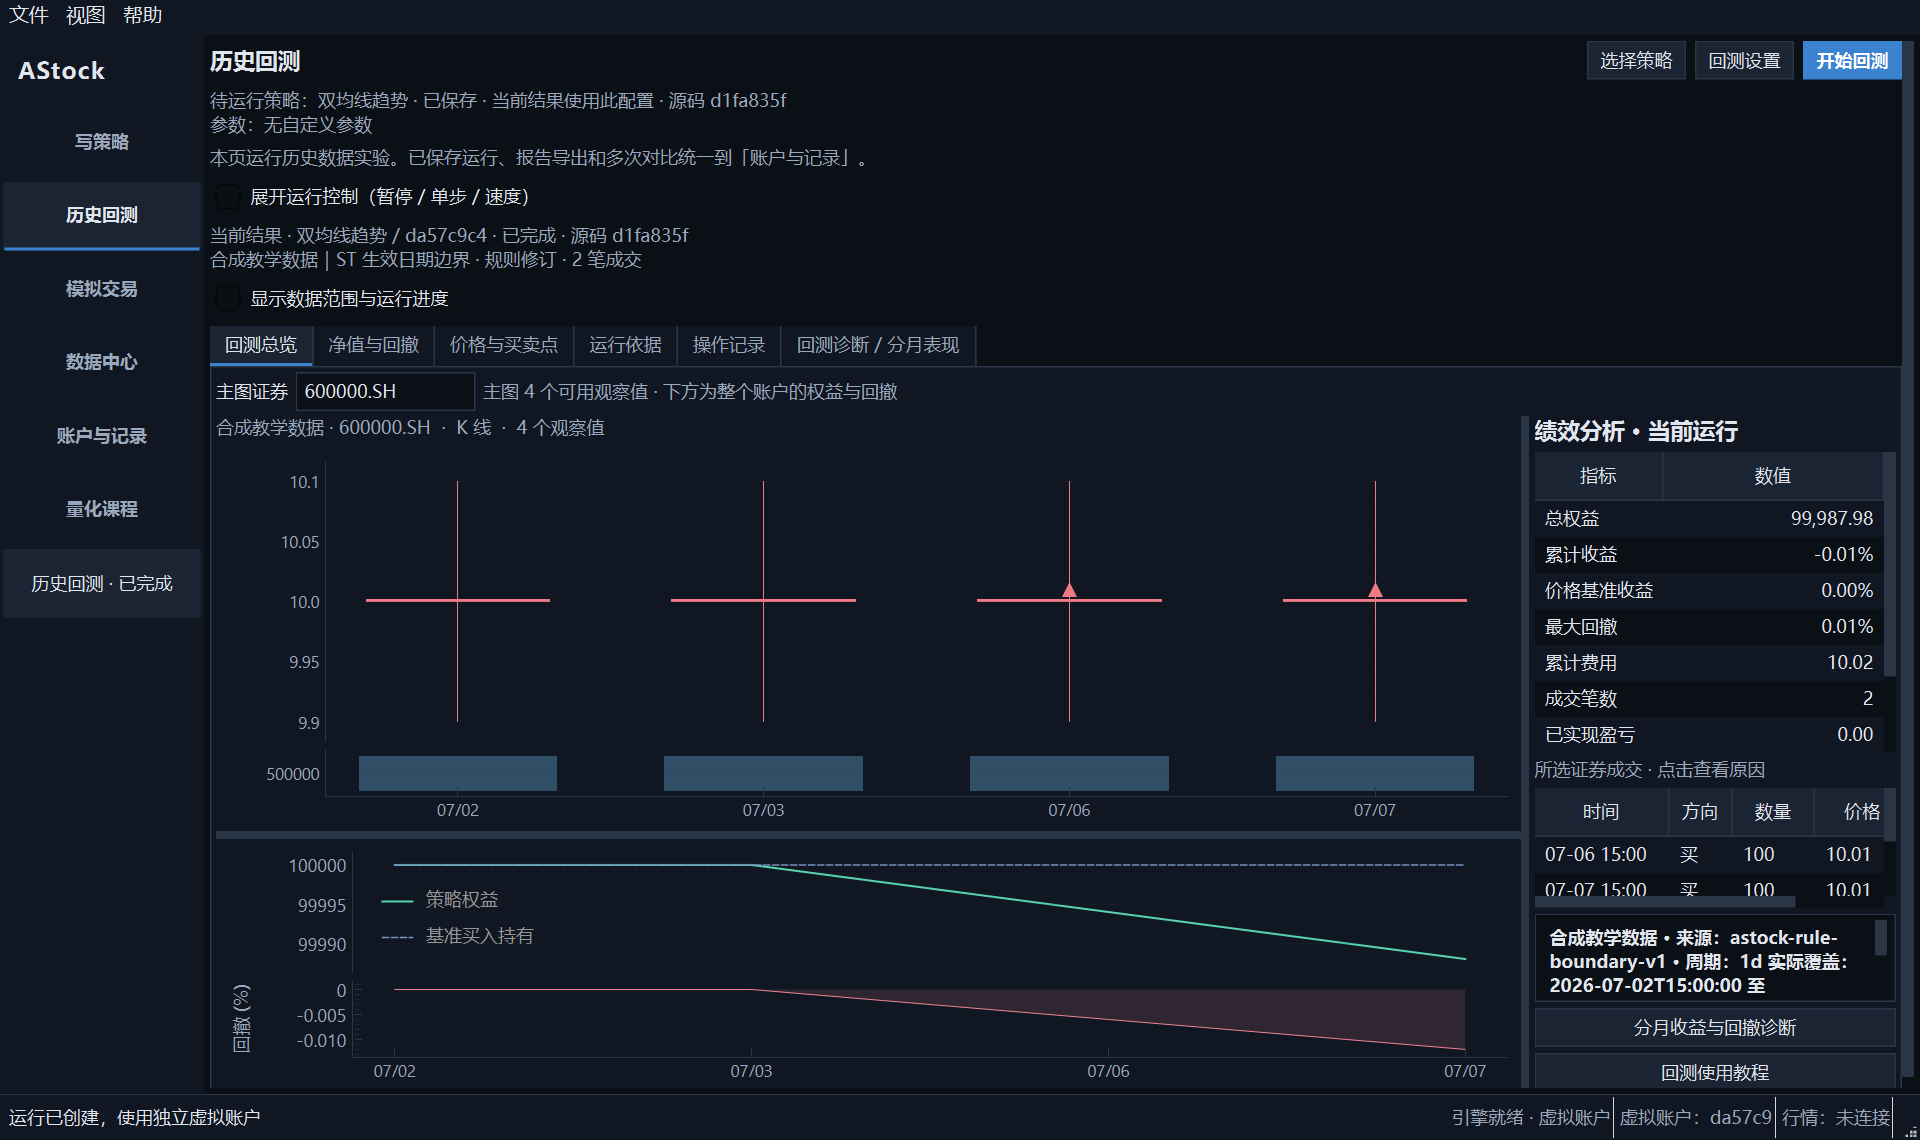 文件 视图 帮助
AStock
写策略
历史回测
模拟交易
数据中心
账户与记录
量化课程
历史回测 · 已完成
历史回测
选择策略 回测设置 开始回测
待运行策略：双均线趋势 · 已保存 · 当前结果使用此配置 · 源码 d1fa835f
参数：无自定义参数
本页运行历史数据实验。已保存运行、报告导出和多次对比统一到「账户与记录」。
展开运行控制（暂停 / 单步 / 速度）
当前结果 · 双均线趋势 / da57c9c4 · 已完成 · 源码 d1fa835f
合成教学数据 | ST 生效日期边界 · 规则修订 · 2 笔成交
显示数据范围与运行进度
回测总览 净值与回撤 价格与买卖点 运行依据 操作记录 回测诊断 / 分月表现
主图证券 600000.SH 主图 4 个可用观察值 · 下方为整个账户的权益与回撤
合成教学数据 · 600000.SH · K 线 · 4 个观察值
10.1
10.05
10.0
9.95
9.9
500000
07/02 07/03 07/06 07/07
100000
99995
99990
策略权益
基准买入持有
回撤 (%)
0
-0.005
-0.010
07/02 07/03 07/06 07/07
绩效分析 • 当前运行
指标 数值
总权益 99,987.98
累计收益 -0.01%
价格基准收益 0.00%
最大回撤 0.01%
累计费用 10.02
成交笔数 2
已实现盈亏 0.00
所选证券成交 · 点击查看原因
时间 方向 数量 价格
07-06 15:00 买 100 10.01
07-07 15:00 买 100 10.01
合成教学数据 • 来源：astock-rule-
boundary-v1 • 周期：1d 实际覆盖：
2026-07-02T15:00:00 至
分月收益与回撤诊断
回测使用教程
运行已创建，使用独立虚拟账户
引擎就绪 · 虚拟账户 虚拟账户：da57c9 行情：未连接